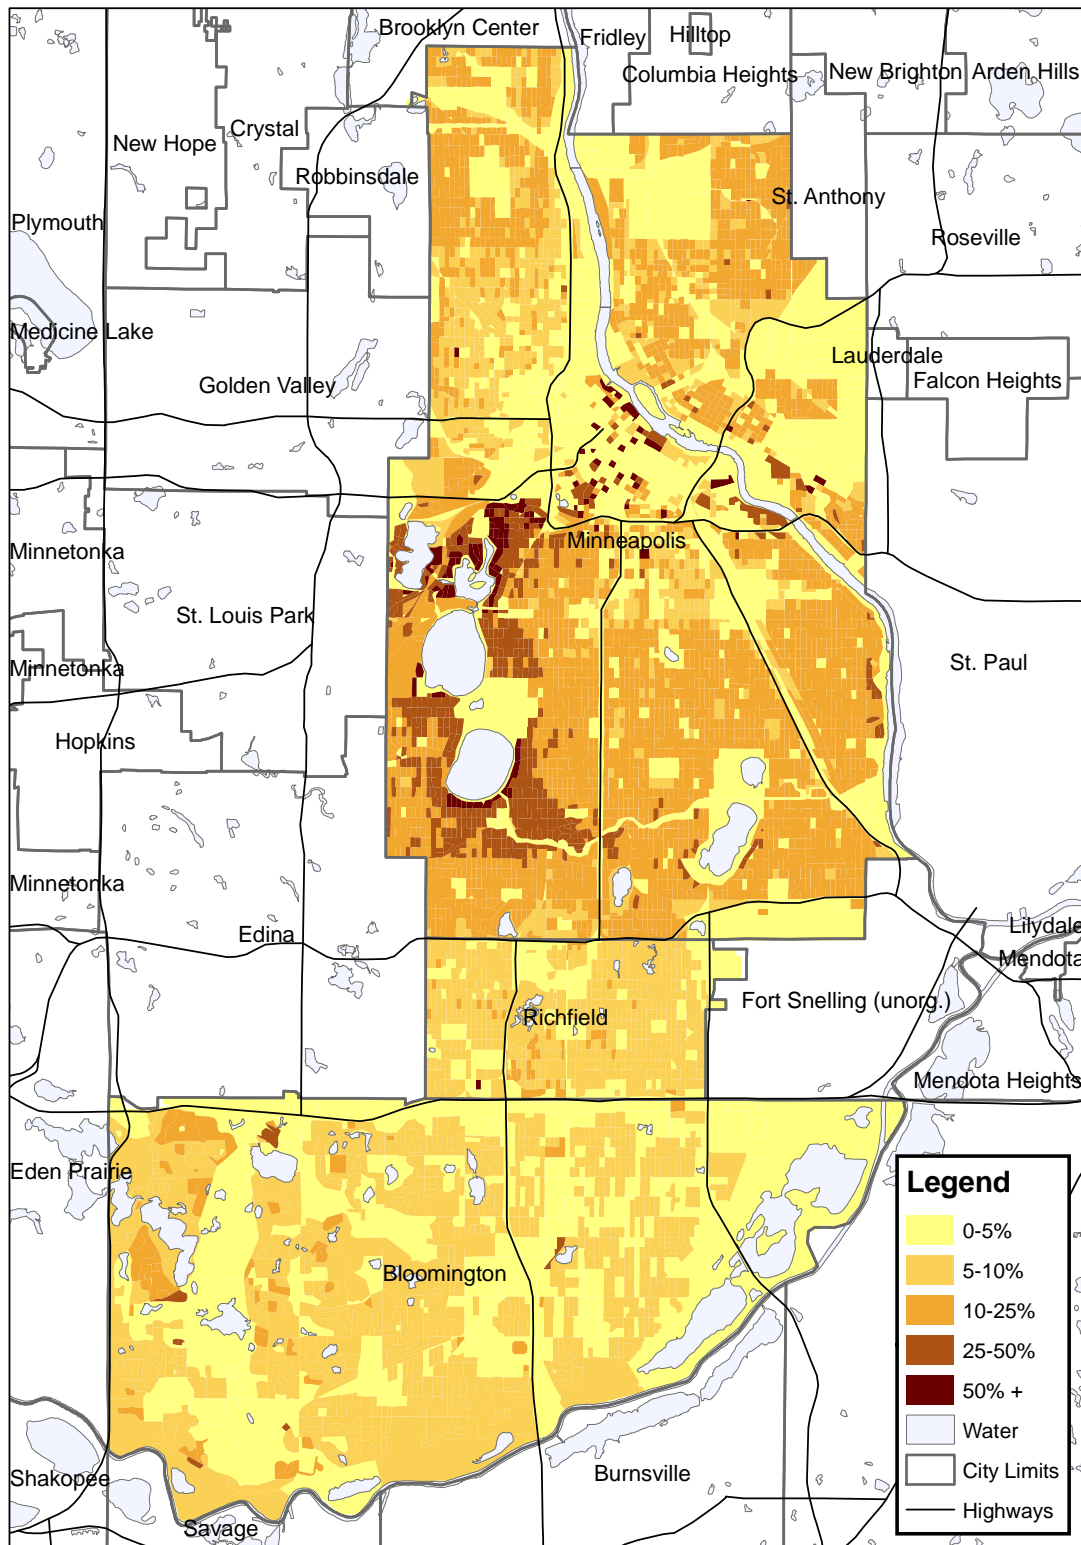 Brooklyn Center
Fridley
Hilltop
Columbia Heights
New Brighton
Arden Hills
Crystal
New Hope
Robbinsdale
St. Anthony
Plymouth
Roseville
Medicine Lake
Lauderdale
Golden Valley
Falcon Heights
Minneapolis
Minnetonka
St. Louis Park
St. Paul
Minnetonka
Hopkins
Minnetonka
Edina
Lilydale
Mendota
Fort Snelling (unorg.)
Richfield
Mendota Heights
Eden Prairie
Bloomington
Shakopee
Burnsville
Savage
Legend
0-5%
5-10%
10-25%
25-50%
50% +
Water
City Limits
Highways